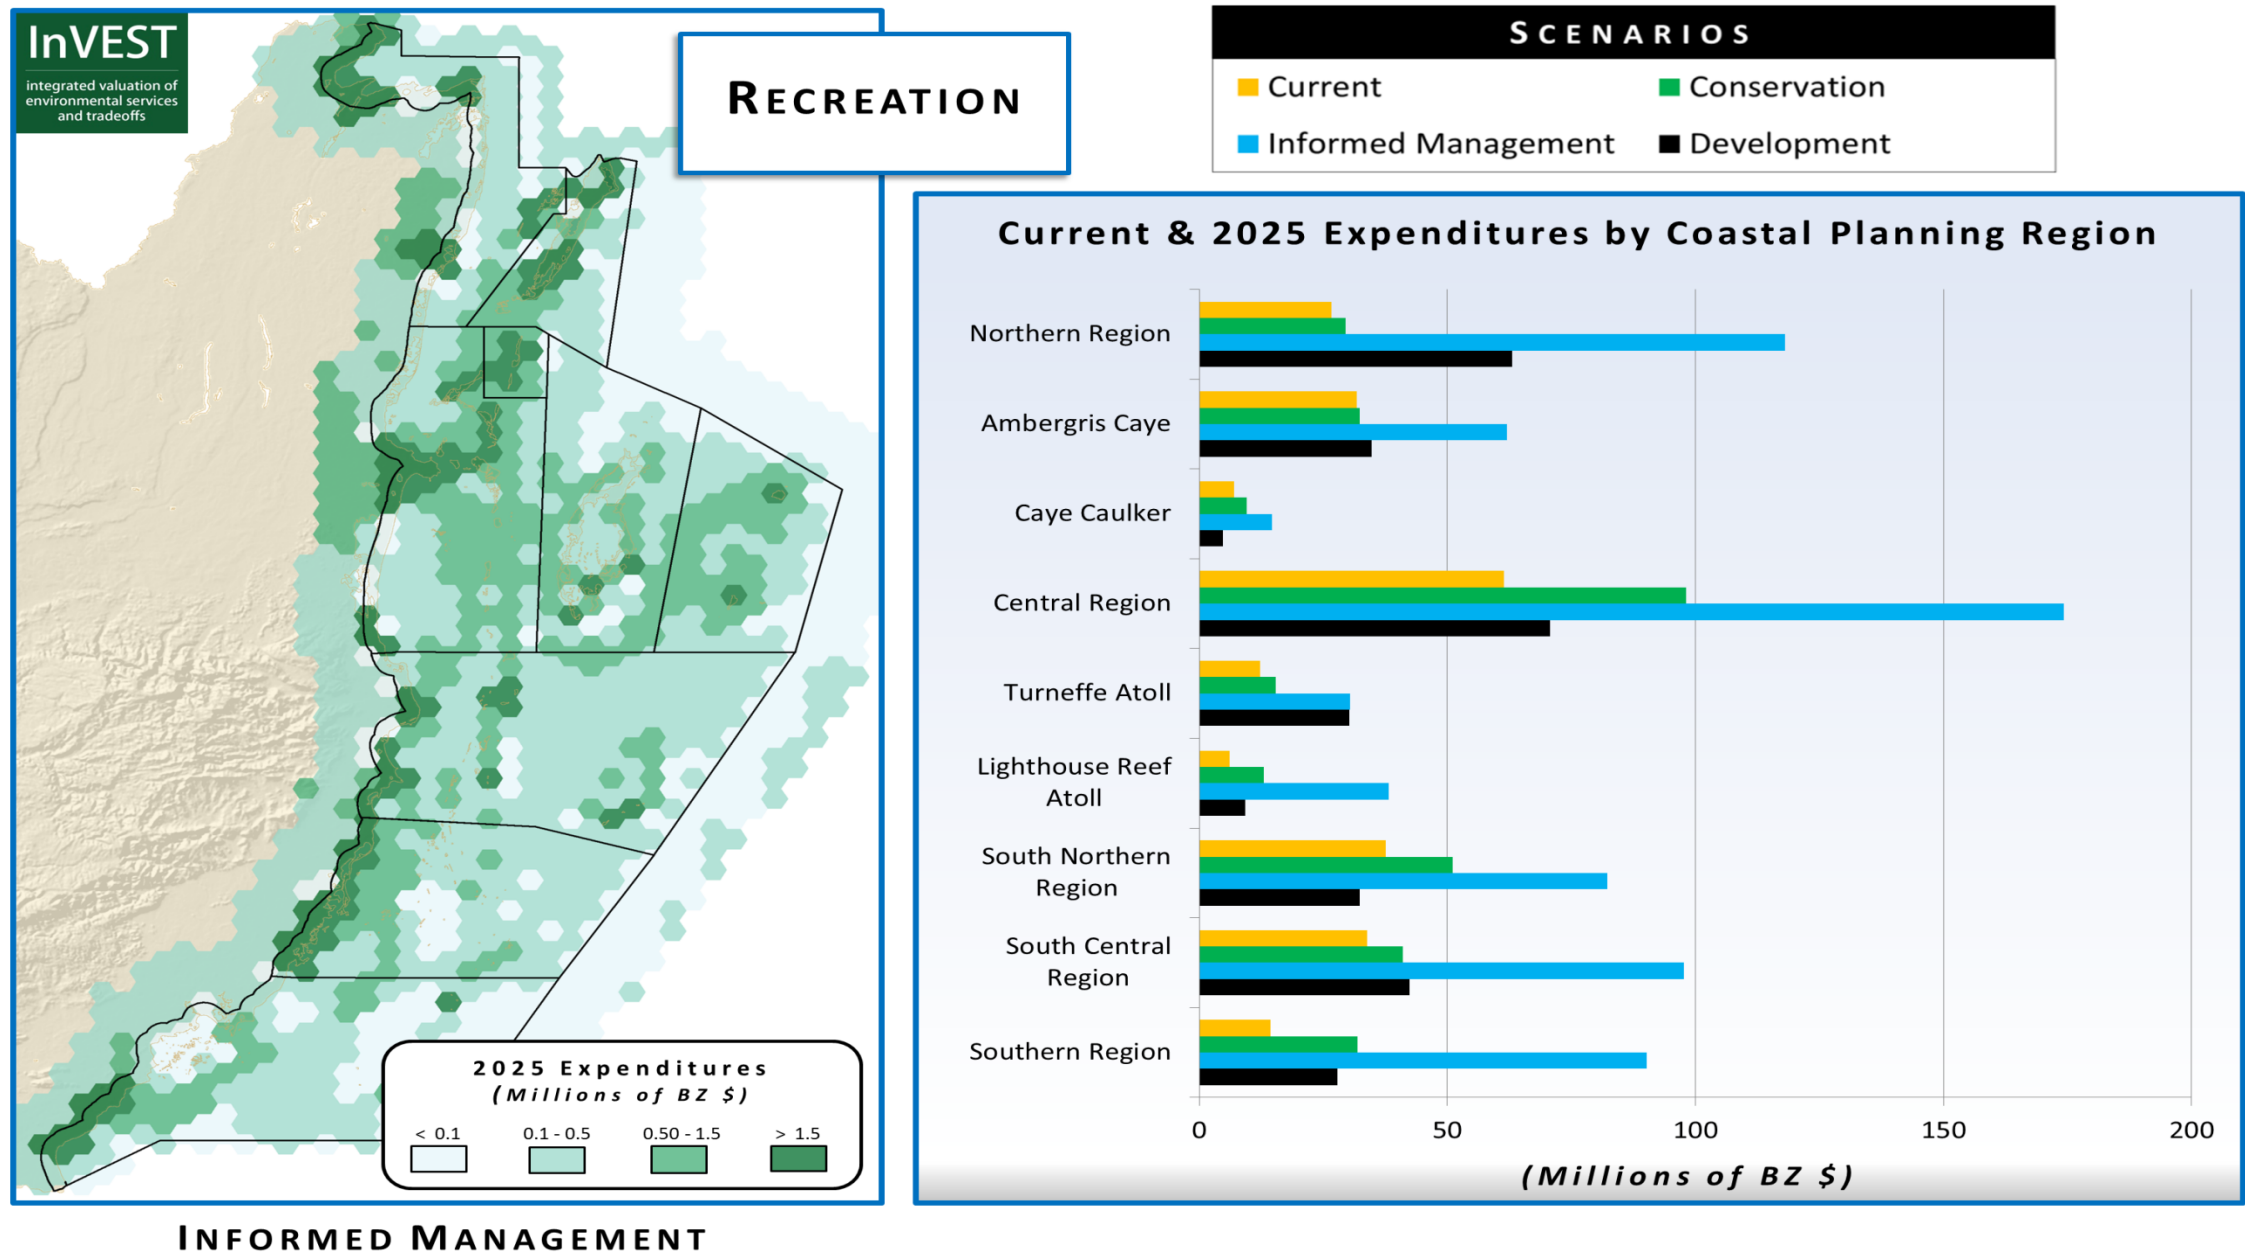 InVEST
integrated valuation of
environmental services
and tradeoffs
RECREATION
SCENARIOS
Current
Conservation
Informed Management
Development
Current & 2025 Expenditures by Coastal Planning Region
Northern Region
Ambergris Caye
Caye Caulker
Central Region
Turneffe Atoll
Lighthouse Reef
Atoll
South Northern
Region
South Central
Region
Southern Region
0 50 100 150 200
(Millions of BZ $)
2025 Expenditures
(Millions of BZ $)
< 0.1 0.1 - 0.5 0.50 - 1.5 > 1.5
INFORMED MANAGEMENT